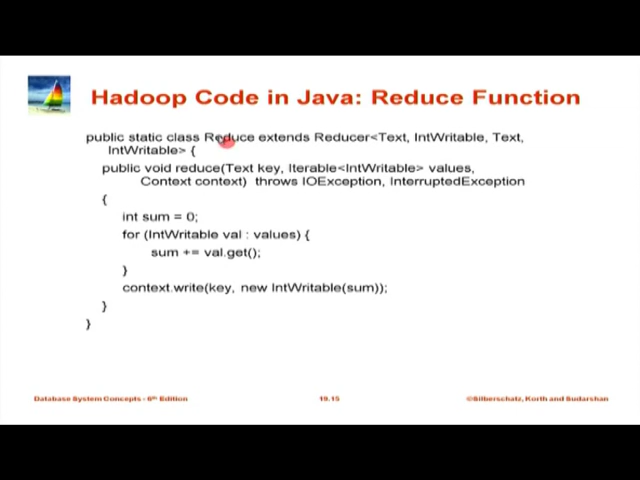 Hadoop Code in Java: Reduce Function
public static class Reduce extends Reducer<Text, IntWritable, Text,
IntWritable> {
public void reduce(Text key, Iterable<IntWritable> values,
Context context) throws IOException, InterruptedException
{
int sum = 0;
for (IntWritable val : values) {
sum += val.get();
}
context.write(key, new IntWritable(sum));
}
}
Database System Concepts - 6th Edition
19.15
©Silberschatz, Korth and Sudarshan